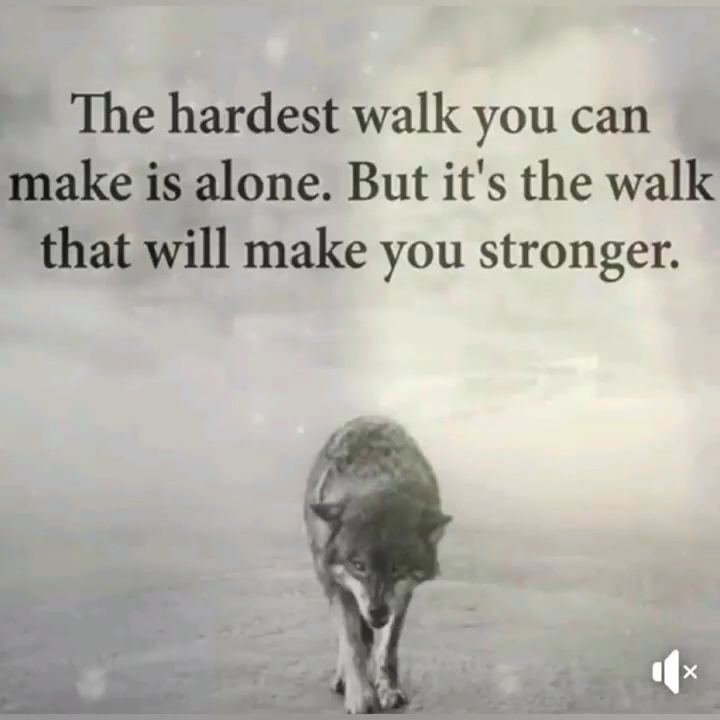 The hardest walk you can
make is alone. But it's the walk
that will make you stronger.